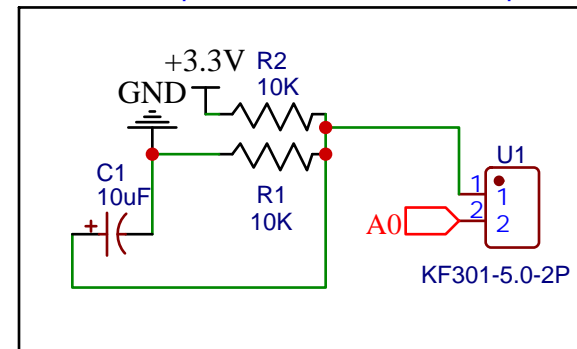 +3.3V
R2
10K
GND
C1
10uF
+
R1
10K
U1
1
1
2
2
A0
KF301-5.0-2P